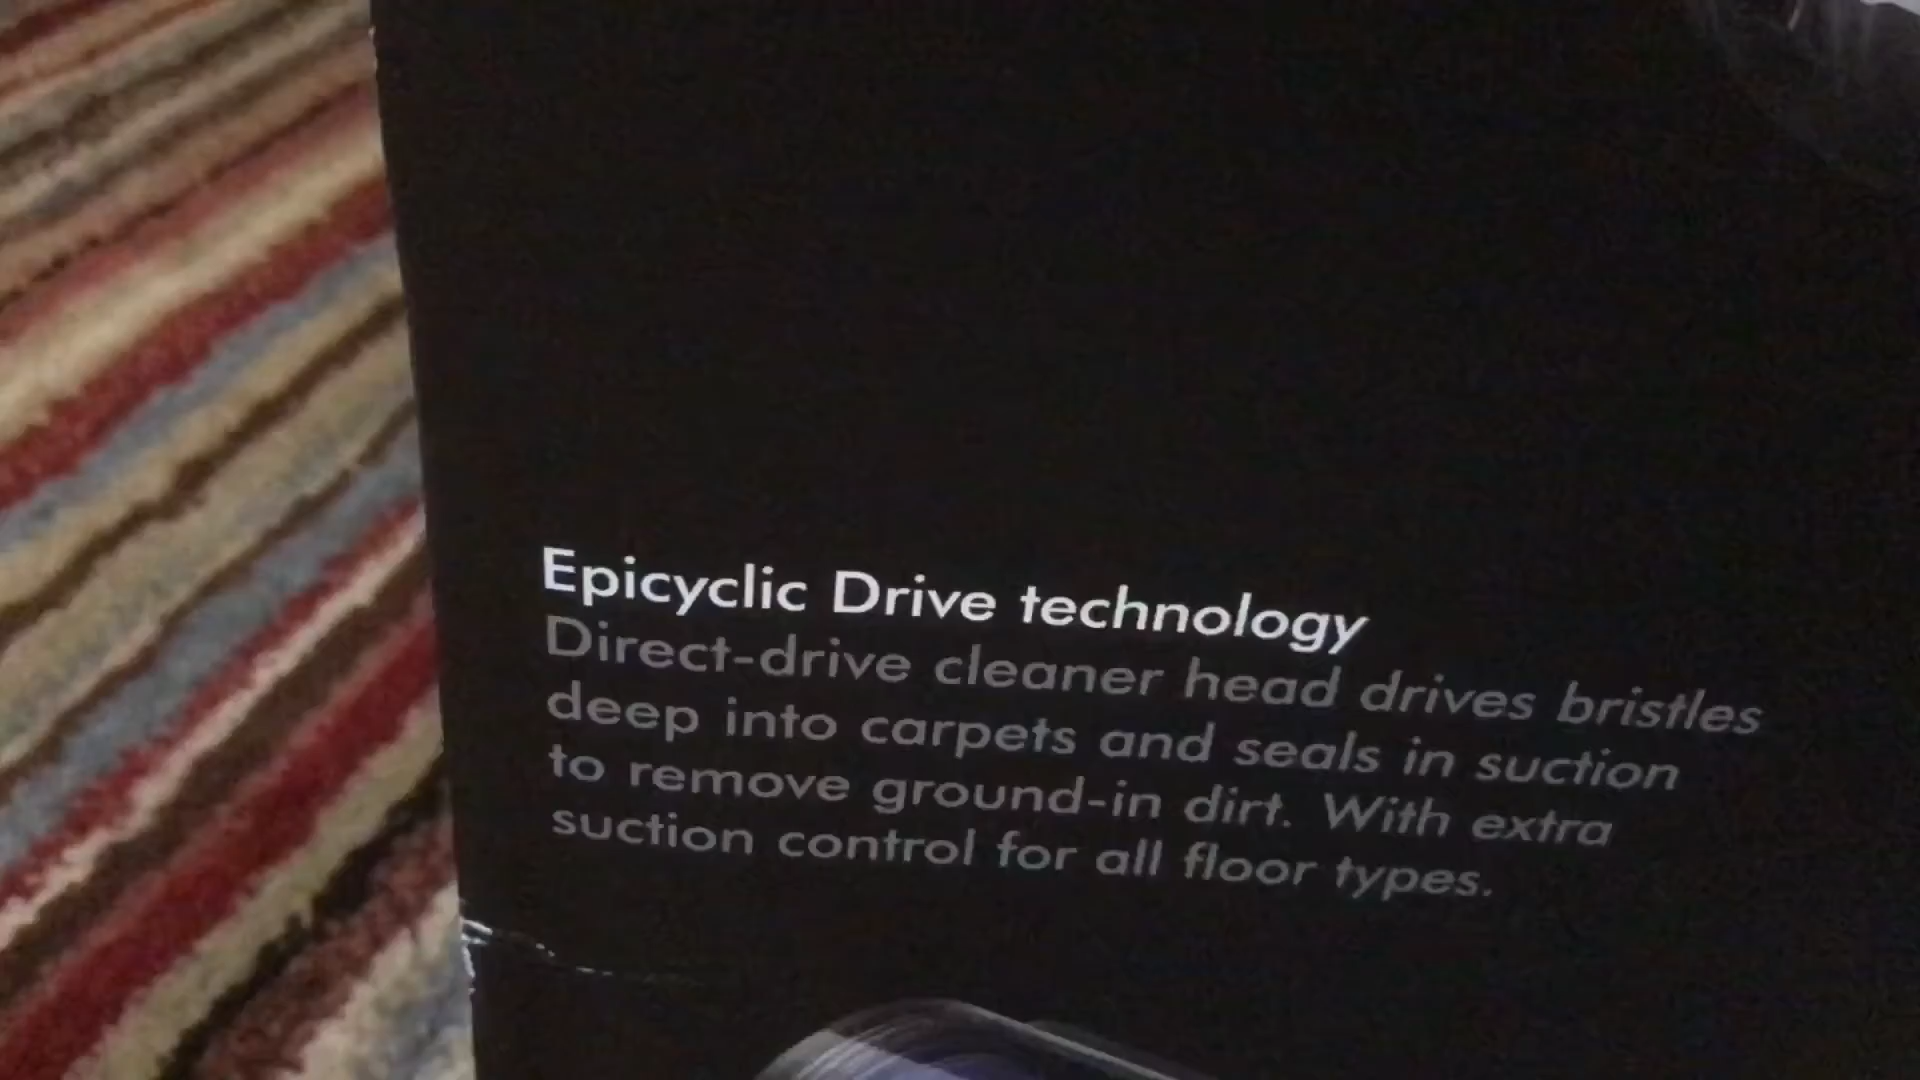 Epicyclic Drive technology
Direct-drive cleaner head drives bristles
deep into carpets and seals in suction
to remove ground-in dirt. With extra
suction control for all floor types.